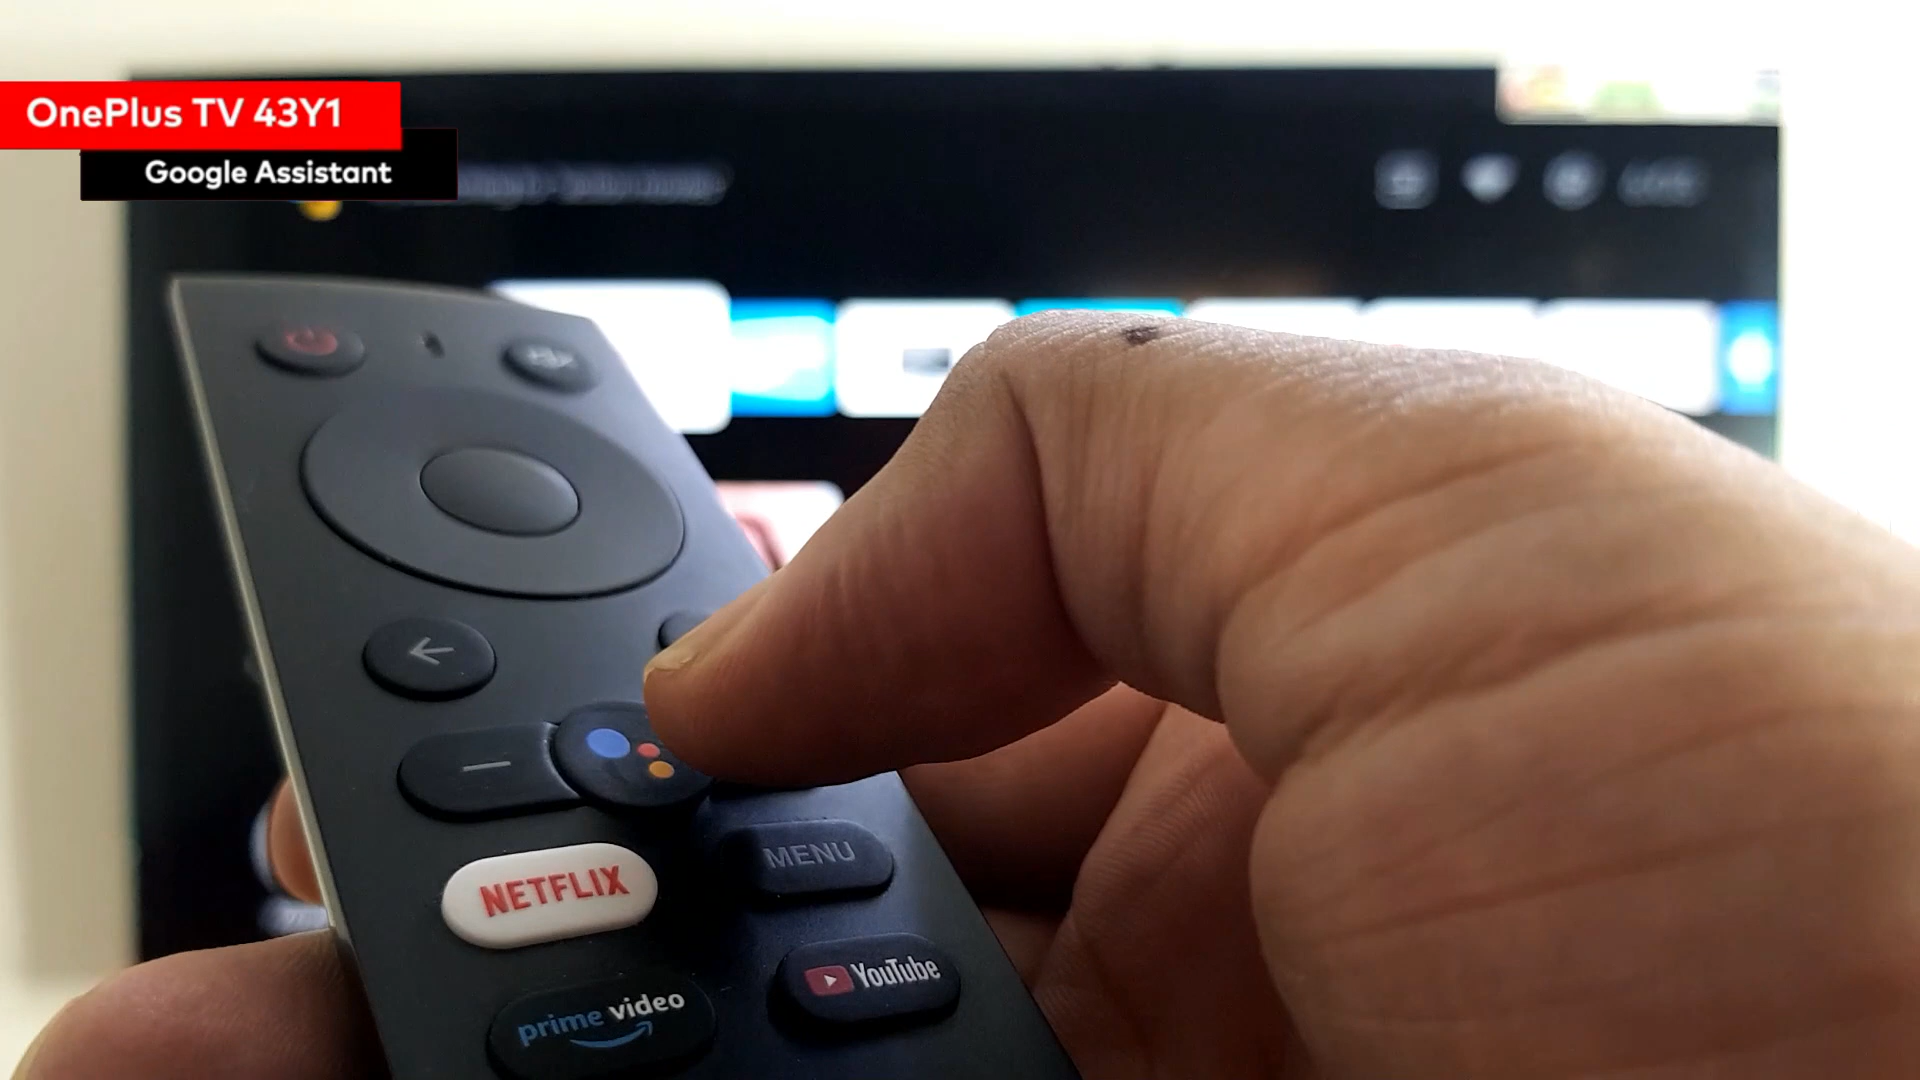 OnePlus TV 43Y1
Google Assistant
MENU
NETFLIX
YouTube
prime video